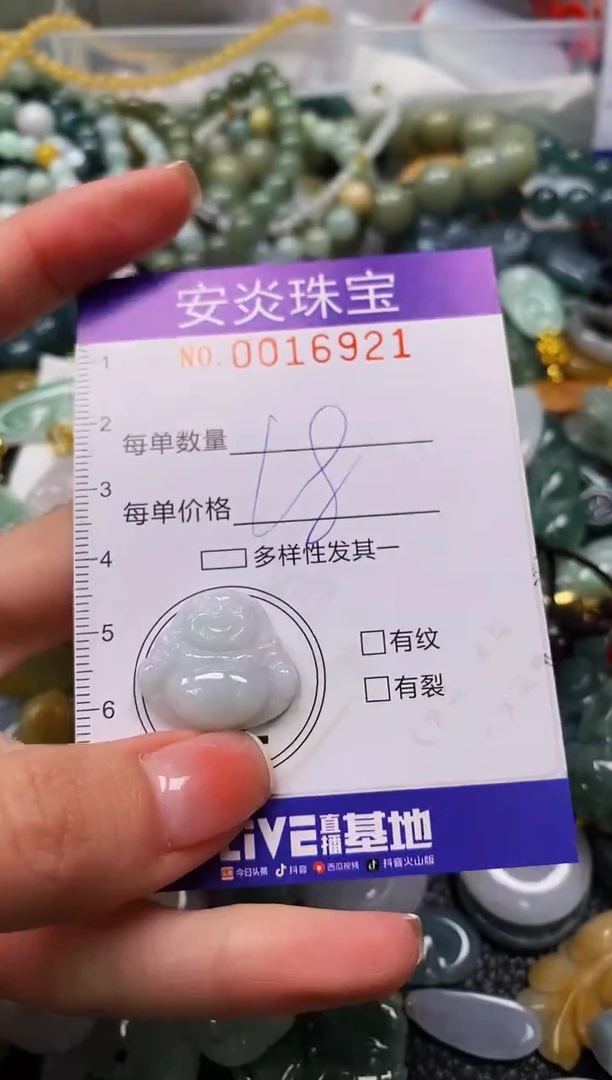 安炎珠宝
NO. 0016921
1
2
每单数量
18
3
每单价格
4
多样性发其一
5
有纹
有裂
6
LiVE直播基地
今日头条 抖音 西瓜视频 抖音火山版